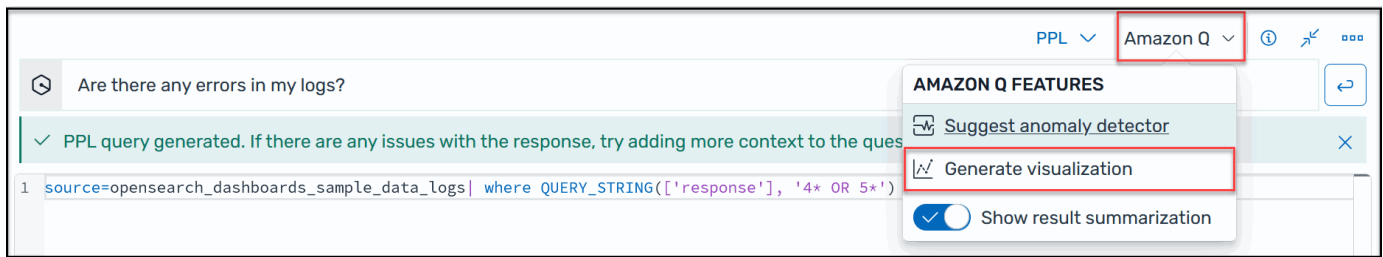 PPL Amazon Q
Are there any errors in my logs?
AMAZON Q FEATURES
Suggest anomaly detector
PPL query generated. If there are any issues with the response, try adding more context to the ques
Generate visualization
1 source=opensearch_dashboards_sample_data_logs| where QUERY_STRING(['response'], '4* OR 5*')
Show result summarization